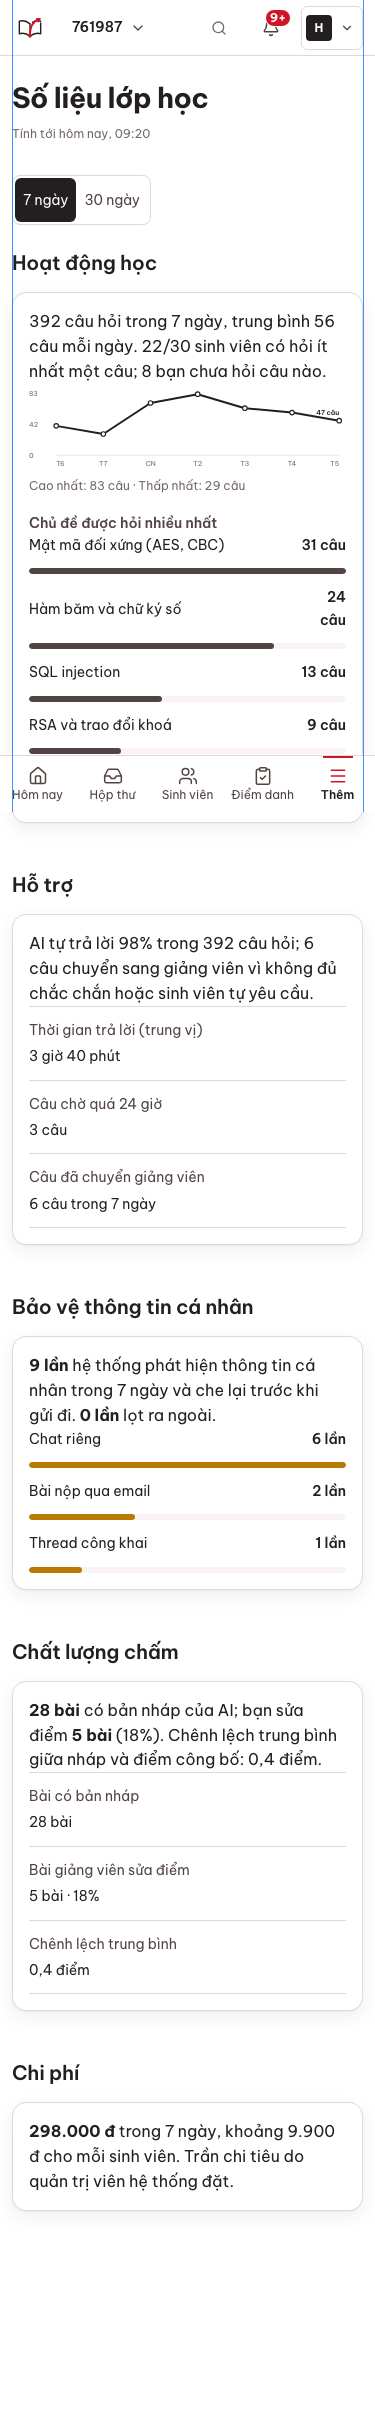 761987
9+
H
Số liệu lớp học
Tính tới hôm nay, 09:20
7 ngày
30 ngày
Hoạt động học
392 câu hỏi trong 7 ngày, trung bình 56
câu mỗi ngày. 22/30 sinh viên có hỏi ít
nhất một câu; 8 bạn chưa hỏi câu nào.
83
42
0
47 câu
T6
T7
CN
T2
T3
T4
T5
Cao nhất: 83 câu · Thấp nhất: 29 câu
Chủ đề được hỏi nhiều nhất
Mật mã đối xứng (AES, CBC)
31 câu
Hàm băm và chữ ký số
24
câu
SQL injection
13 câu
RSA và trao đổi khoá
9 câu
Hôm nay
Hộp thư
Sinh viên
Điểm danh
Thêm
Hỗ trợ
AI tự trả lời 98% trong 392 câu hỏi; 6
câu chuyển sang giảng viên vì không đủ
chắc chắn hoặc sinh viên tự yêu cầu.
Thời gian trả lời (trung vị)
3 giờ 40 phút
Câu chờ quá 24 giờ
3 câu
Câu đã chuyển giảng viên
6 câu trong 7 ngày
Bảo vệ thông tin cá nhân
9 lần hệ thống phát hiện thông tin cá
nhân trong 7 ngày và che lại trước khi
gửi đi. 0 lần lọt ra ngoài.
Chat riêng
6 lần
Bài nộp qua email
2 lần
Thread công khai
1 lần
Chất lượng chấm
28 bài có bản nháp của AI; bạn sửa
điểm 5 bài (18%). Chênh lệch trung bình
giữa nháp và điểm công bố: 0,4 điểm.
Bài có bản nháp
28 bài
Bài giảng viên sửa điểm
5 bài · 18%
Chênh lệch trung bình
0,4 điểm
Chi phí
298.000 đ trong 7 ngày, khoảng 9.900
đ cho mỗi sinh viên. Trần chi tiêu do
quản trị viên hệ thống đặt.